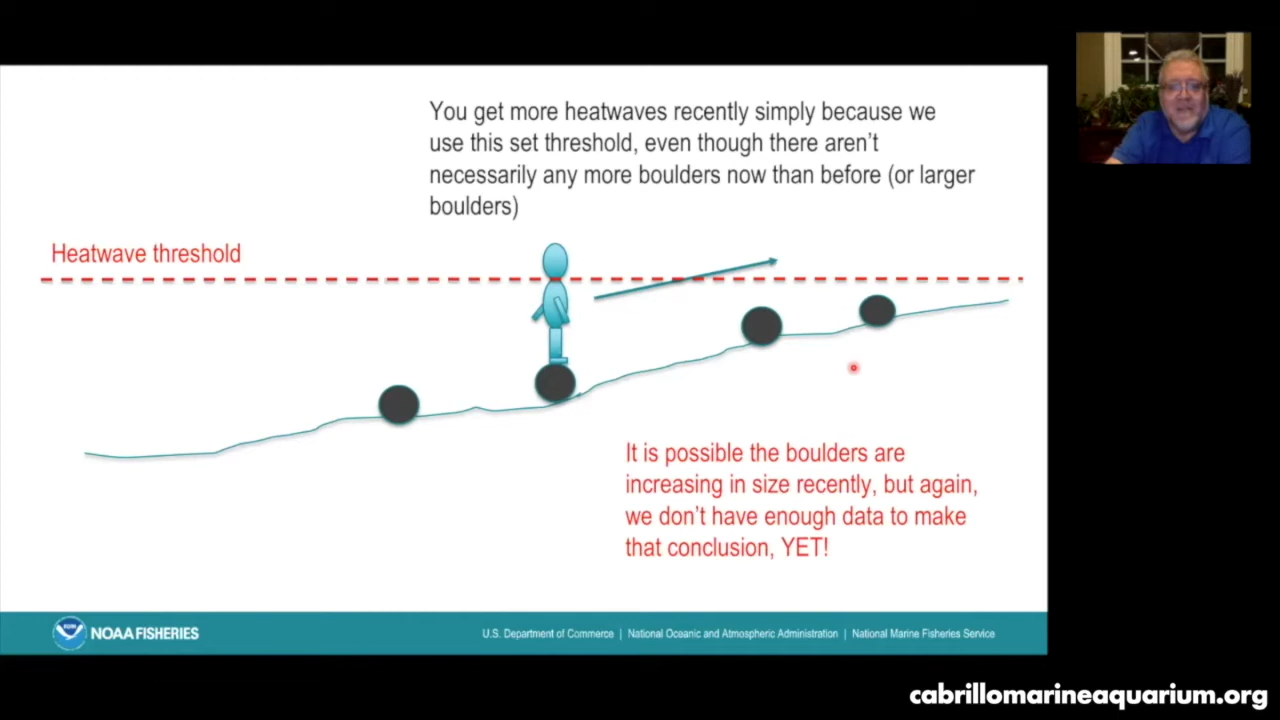 You get more heatwaves recently simply because we
use this set threshold, even though there aren't
necessarily any more boulders now than before (or larger
boulders)
Heatwave threshold
It is possible the boulders are
increasing in size recently, but again,
we don't have enough data to make
that conclusion, YET!
NOAA FISHERIES
U.S. Department of Commerce | National Oceanic and Atmospheric Administration | National Marine Fisheries Service
cabrillomarineaquarium.org